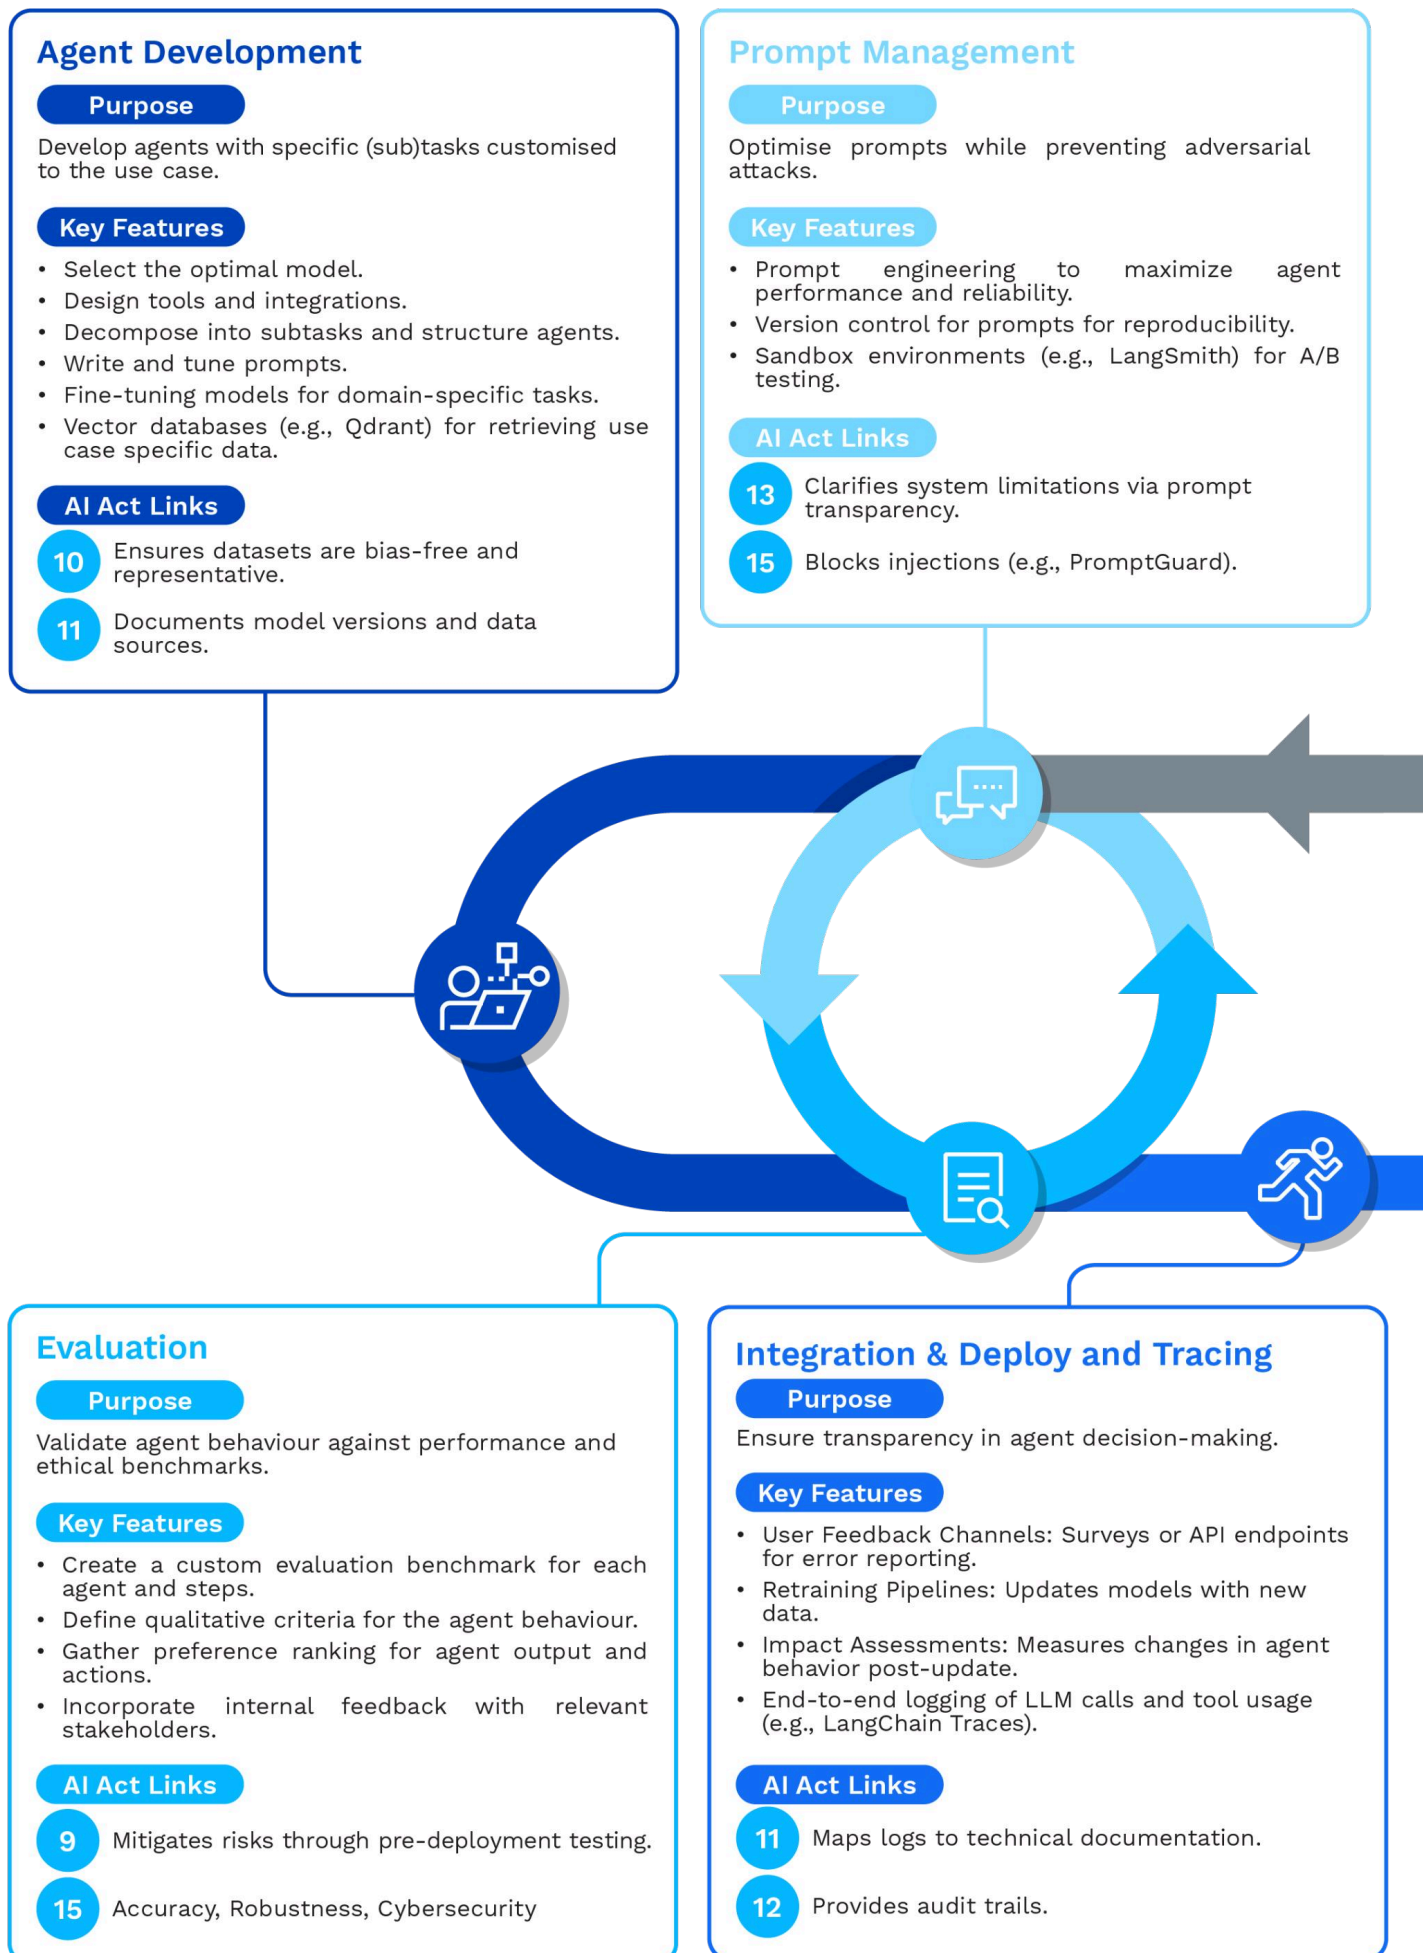 Agent Development
Purpose
Develop agents with specific (sub)tasks customised
to the use case.
Key Features
• Select the optimal model.
• Design tools and integrations.
• Decompose into subtasks and structure agents.
• Write and tune prompts.
• Fine-tuning models for domain-specific tasks.
• Vector databases (e.g., Qdrant) for retrieving use
case specific data.
AI Act Links
10 Ensures datasets are bias-free and
representative.
11 Documents model versions and data
sources.
Prompt Management
Purpose
Optimise prompts while preventing adversarial
attacks.
Key Features
• Prompt engineering to maximize agent
performance and reliability.
• Version control for prompts for reproducibility.
• Sandbox environments (e.g., LangSmith) for A/B
testing.
AI Act Links
13 Clarifies system limitations via prompt
transparency.
15 Blocks injections (e.g., PromptGuard).
Evaluation
Purpose
Validate agent behaviour against performance and
ethical benchmarks.
Key Features
• Create a custom evaluation benchmark for each
agent and steps.
• Define qualitative criteria for the agent behaviour.
• Gather preference ranking for agent output and
actions.
• Incorporate internal feedback with relevant
stakeholders.
AI Act Links
9 Mitigates risks through pre-deployment testing.
15 Accuracy, Robustness, Cybersecurity
Integration & Deploy and Tracing
Purpose
Ensure transparency in agent decision-making.
Key Features
• User Feedback Channels: Surveys or API endpoints
for error reporting.
• Retraining Pipelines: Updates models with new
data.
• Impact Assessments: Measures changes in agent
behavior post-update.
• End-to-end logging of LLM calls and tool usage
(e.g., LangChain Traces).
AI Act Links
11 Maps logs to technical documentation.
12 Provides audit trails.